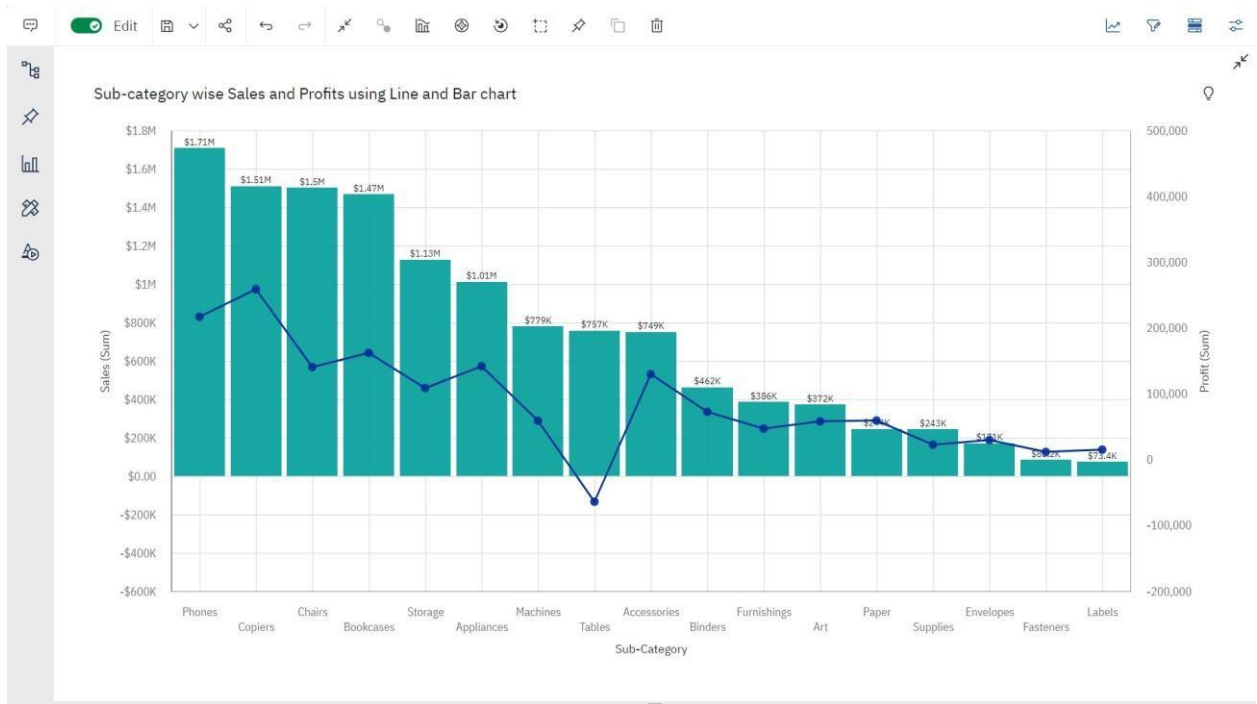 Edit
Sub-category wise Sales and Profits using Line and Bar chart
$1.8M
$1.6M
$1.4M
$1.2M
$1M
$800K
$600K
$400K
$200K
$0.00
-$200K
-$400K
-$600K
Sales (Sum)
$1.71M
$1.51M
$1.5M
$1.47M
$1.13M
$1.01M
$779K
$757K
$749K
$462K
$386K
$372K
$243K
$73.4K
500,000
400,000
300,000
200,000
100,000
0
-100,000
-200,000
Profit (Sum)
Phones
Copiers
Chairs
Bookcases
Storage
Appliances
Machines
Tables
Accessories
Binders
Furnishings
Art
Paper
Supplies
Envelopes
Fasteners
Labels
Sub-Category